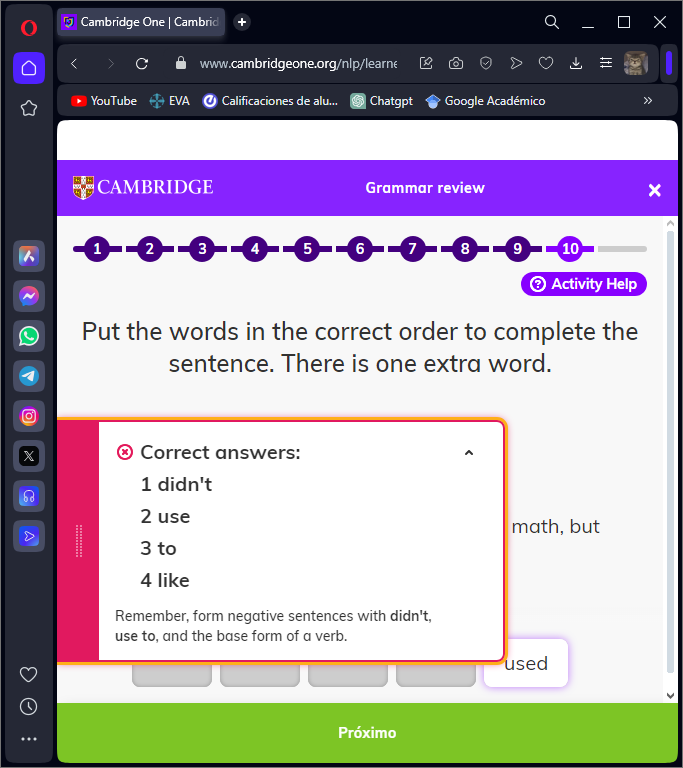 Cambridge One | Cambrid
www.cambridgeone.org/nlp/learne
YouTube
EVA
Calificaciones de alu...
Chatgpt
Google Académico
CAMBRIDGE
Grammar review
1 2 3 4 5 6 7 8 9 10
Activity Help
Put the words in the correct order to complete the
sentence. There is one extra word.
Correct answers:
1 didn't
2 use
3 to
4 like
math, but
Remember, form negative sentences with didn't,
use to, and the base form of a verb.
used
Próximo